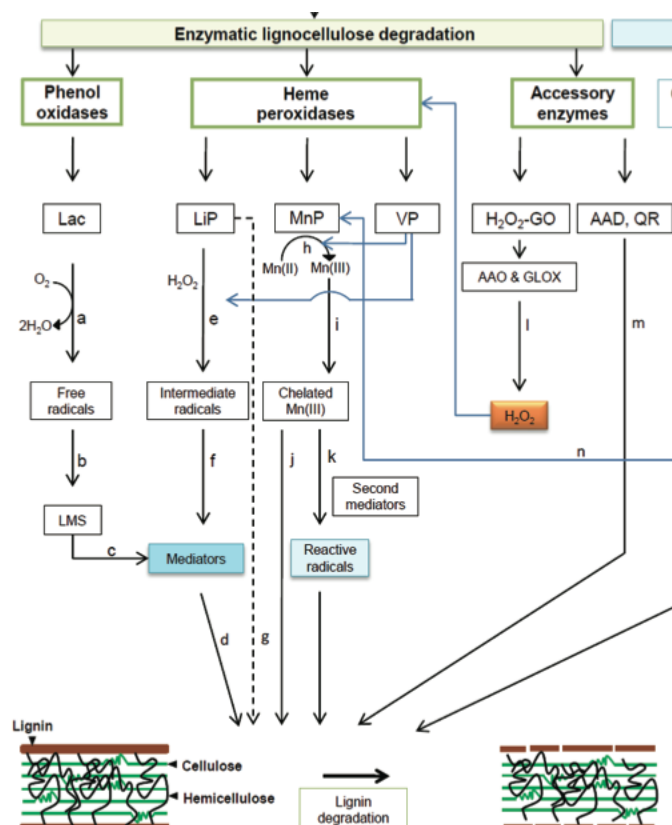 Enzymatic lignocellulose degradation
Phenol
oxidases
Heme
peroxidases
Accessory
enzymes
Lac
LiP
MnP
VP
H₂O₂-GO
AAD, QR
h
Mn(II)
Mn(III)
AAO & GLOX
O₂
2H₂O
a
H₂O₂
e
i
l
m
Free
radicals
Intermediate
radicals
Chelated
Mn(III)
H₂O₂
b
f
j
k
n
Second
mediators
LMS
c
Mediators
Reactive
radicals
d
g
Lignin
Cellulose
Hemicellulose
Lignin
degradation